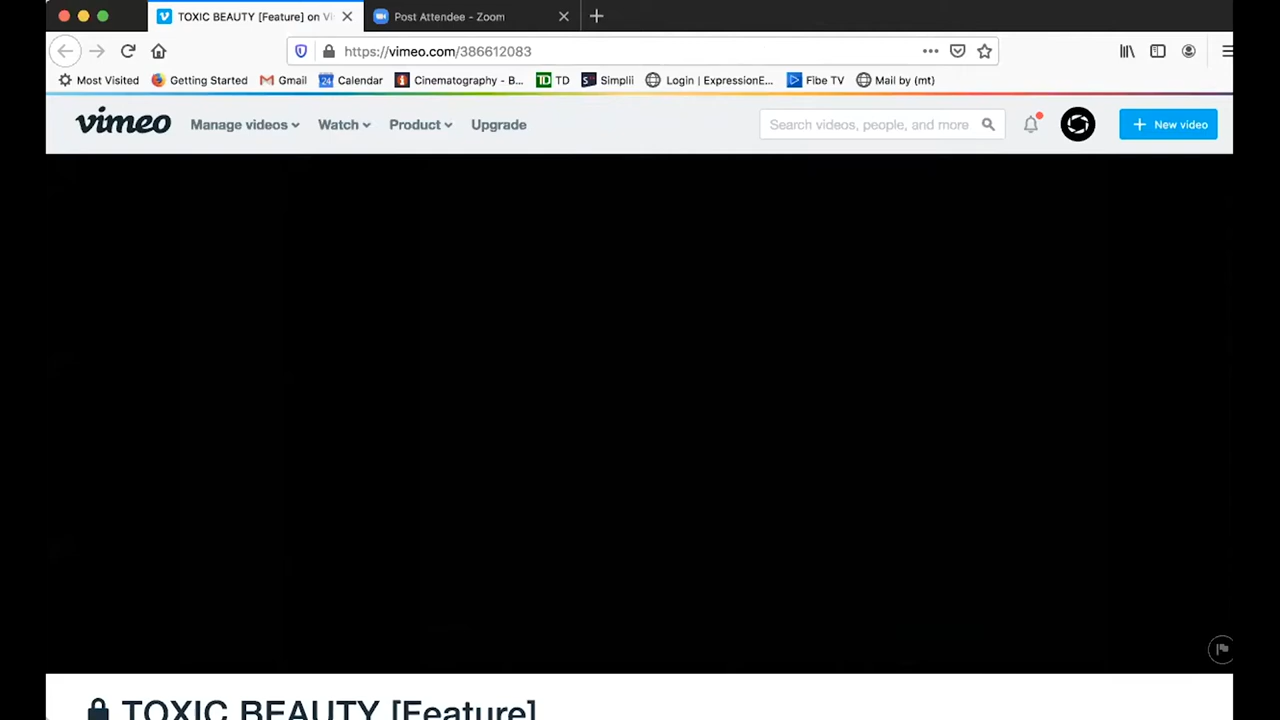 TOXIC BEAUTY [Feature] on Vi
Post Attendee - Zoom
https://vimeo.com/386612083
Most Visited Getting Started Gmail 24 Calendar Cinematography - B... TD TD Simplii Login | ExpressionE... Fibe TV Mail by (mt)
vimeo Manage videos Watch Product Upgrade Search videos, people, and more New video
TOXIC BEAUTY [Feature]